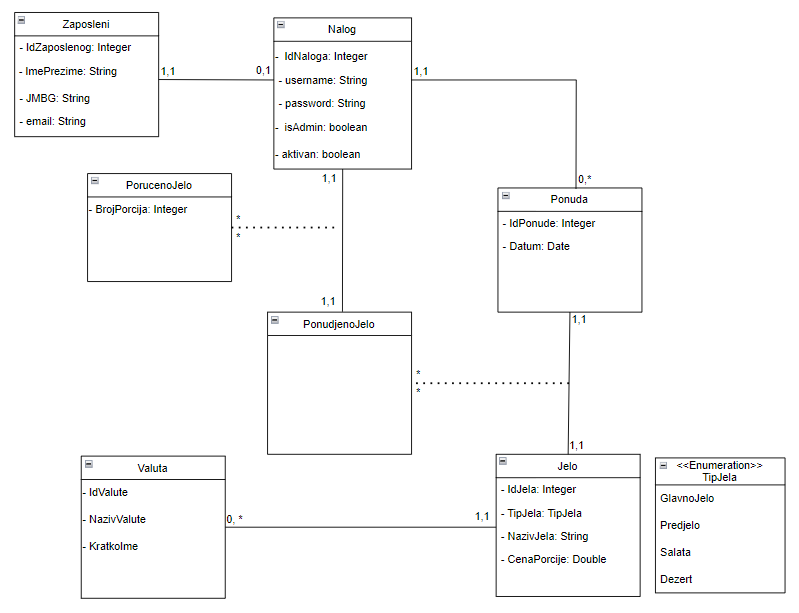 Zaposleni
- IdZaposlenog: Integer
- ImePrezime: String
- JMBG: String
- email: String
1,1
0,1
Nalog
- IdNaloga: Integer
- username: String
- password: String
- isAdmin: boolean
- aktivan: boolean
1,1
1,1
0,*
PorucenoJelo
- BrojPorcija: Integer
*
*
1,1
Ponuda
- IdPonude: Integer
- Datum: Date
1,1
PonudjenoJelo
*
*
1,1
Valuta
- IdValute
- NazivValute
- KratkoIme
0, *
1,1
Jelo
- IdJela: Integer
- TipJela: TipJela
- NazivJela: String
- CenaPorcije: Double
<<Enumeration>>
TipJela
GlavnoJelo
Predjelo
Salata
Dezert